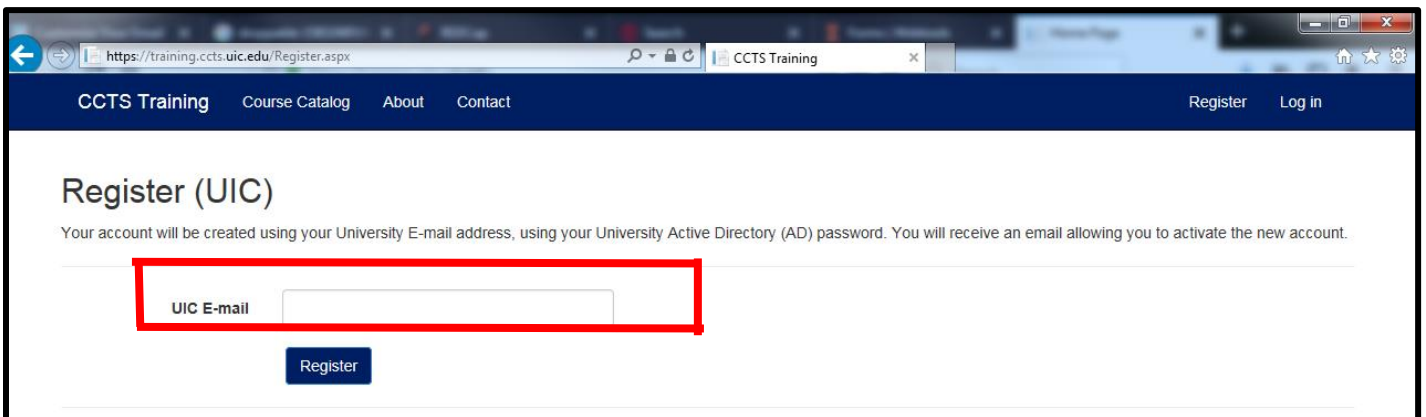 https://training.ccts.uic.edu/Register.aspx
CCTS Training
CCTS Training Course Catalog About Contact Register Log in
Register (UIC)
Your account will be created using your University E-mail address, using your University Active Directory (AD) password. You will receive an email allowing you to activate the new account.
UIC E-mail
Register